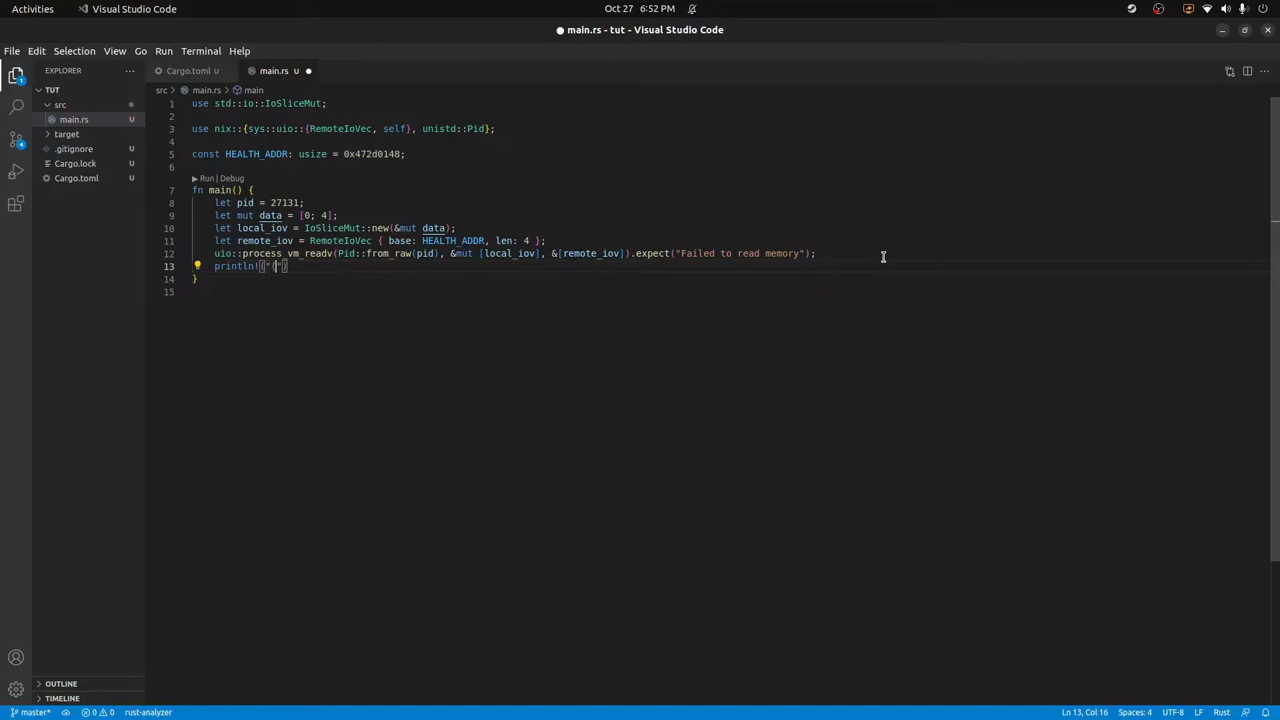 Activities
Visual Studio Code
Oct 27 6:52 PM
main.rs - tut - Visual Studio Code
File Edit Selection View Go Run Terminal Help
EXPLORER
Cargo.toml U
main.rs U
TUT
src
main.rs U
target
.gitignore U
Cargo.lock U
Cargo.toml U
1
4
src > main.rs > main
1 use std::io::IoSliceMut;
2
3 use nix::{sys::uio::{RemoteIoVec, self}, unistd::Pid};
4
5 const HEALTH_ADDR: usize = 0x472d0148;
6
Run | Debug
7 fn main() {
8 let pid = 27131;
9 let mut data = [0; 4];
10 let local_iov = IoSliceMut::new(&mut data);
11 let remote_iov = RemoteIoVec { base: HEALTH_ADDR, len: 4 };
12 uio::process_vm_readv(Pid::from_raw(pid), &mut [local_iov], &[remote_iov]).expect("Failed to read memory");
13 println!("{")
14 }
15
OUTLINE
TIMELINE
master* 0 0 rust-analyzer
Ln 13, Col 16 Spaces: 4 UTF-8 LF Rust